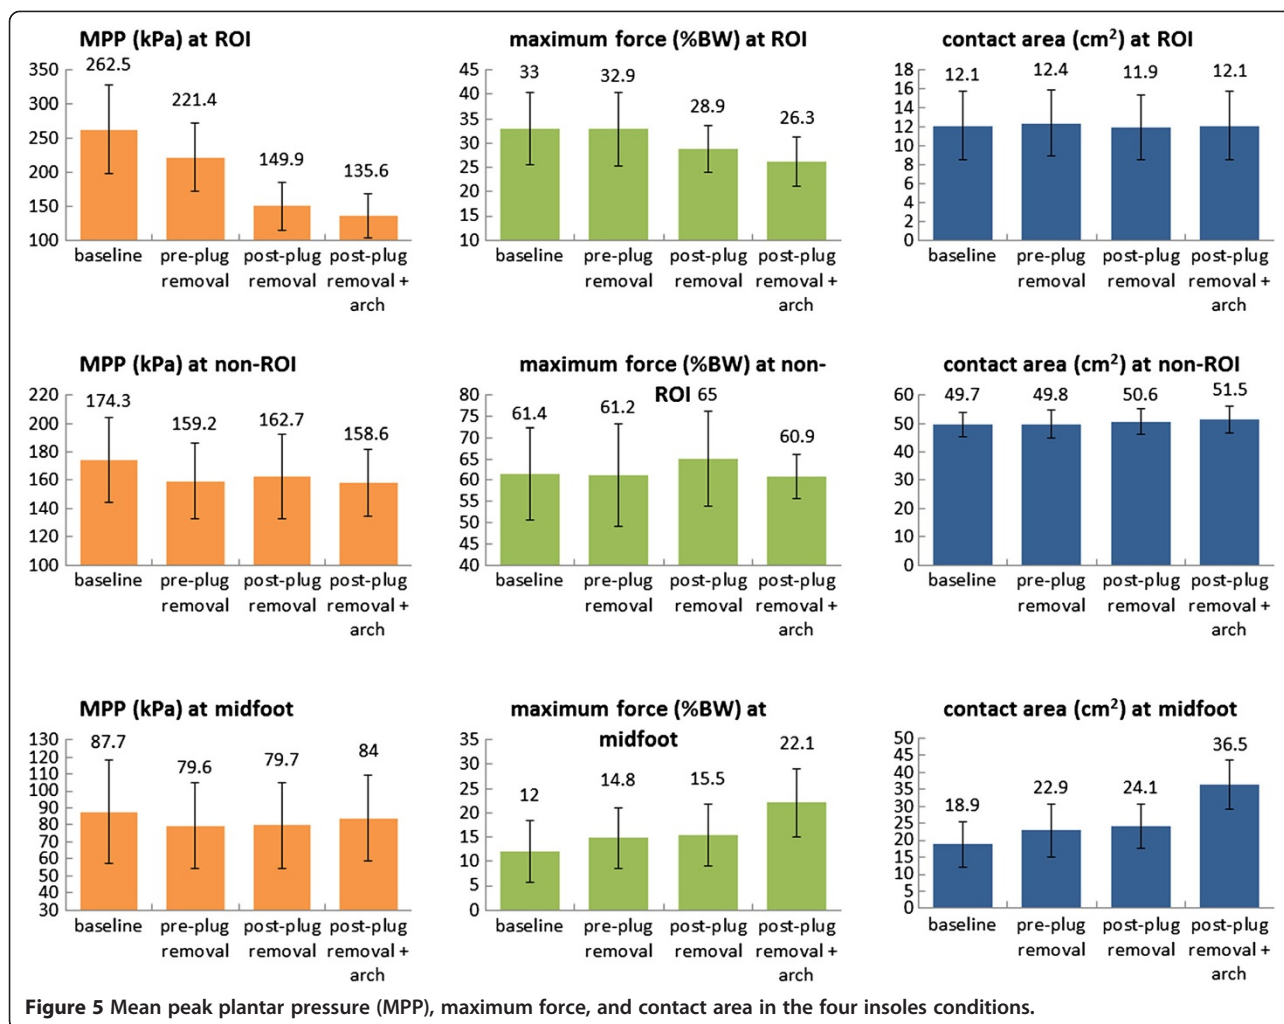 MPP (kPa) at ROI
350
300
250
200
150
100
262.5
221.4
149.9
135.6
baseline
pre-plug
removal
post-plug
removal
post-plug
removal +
arch
maximum force (%BW) at ROI
45
40
35
30
25
20
15
10
33
32.9
28.9
26.3
baseline
pre-plug
removal
post-plug
removal
post-plug
removal +
arch
contact area (cm²) at ROI
18
16
14
12
10
8
6
4
2
0
12.1
12.4
11.9
12.1
baseline
pre-plug
removal
post-plug
removal
post-plug
removal +
arch
MPP (kPa) at non-ROI
220
200
180
160
140
120
100
174.3
159.2
162.7
158.6
baseline
pre-plug
removal
post-plug
removal
post-plug
removal +
arch
maximum force (%BW) at non-
ROI
80
75
70
65
60
55
50
45
40
61.4
61.2
65
60.9
baseline
pre-plug
removal
post-plug
removal
post-plug
removal +
arch
contact area (cm²) at non-ROI
60
50
40
30
20
10
0
49.7
49.8
50.6
51.5
baseline
pre-plug
removal
post-plug
removal
post-plug
removal +
arch
MPP (kPa) at midfoot
130
120
110
100
90
80
70
60
50
40
30
87.7
79.6
79.7
84
baseline
pre-plug
removal
post-plug
removal
post-plug
removal +
arch
maximum force (%BW) at
midfoot
35
30
25
20
15
10
5
0
12
14.8
15.5
22.1
baseline
pre-plug
removal
post-plug
removal
post-plug
removal +
arch
contact area (cm²) at midfoot
50
45
40
35
30
25
20
15
10
5
0
18.9
22.9
24.1
36.5
baseline
pre-plug
removal
post-plug
removal
post-plug
removal +
arch
Figure 5 Mean peak plantar pressure (MPP), maximum force, and contact area in the four insoles conditions.